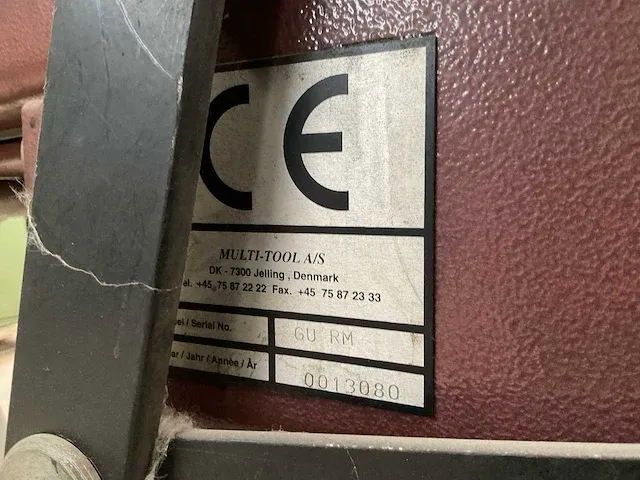 CE
MULTI-TOOL A/S
DK - 7300 Jelling , Denmark
el. +45 75 87 22 22 Fax. +45 75 87 23 33
el / Serial No.
GU RM
ar / Jahr / Année / År
0013080